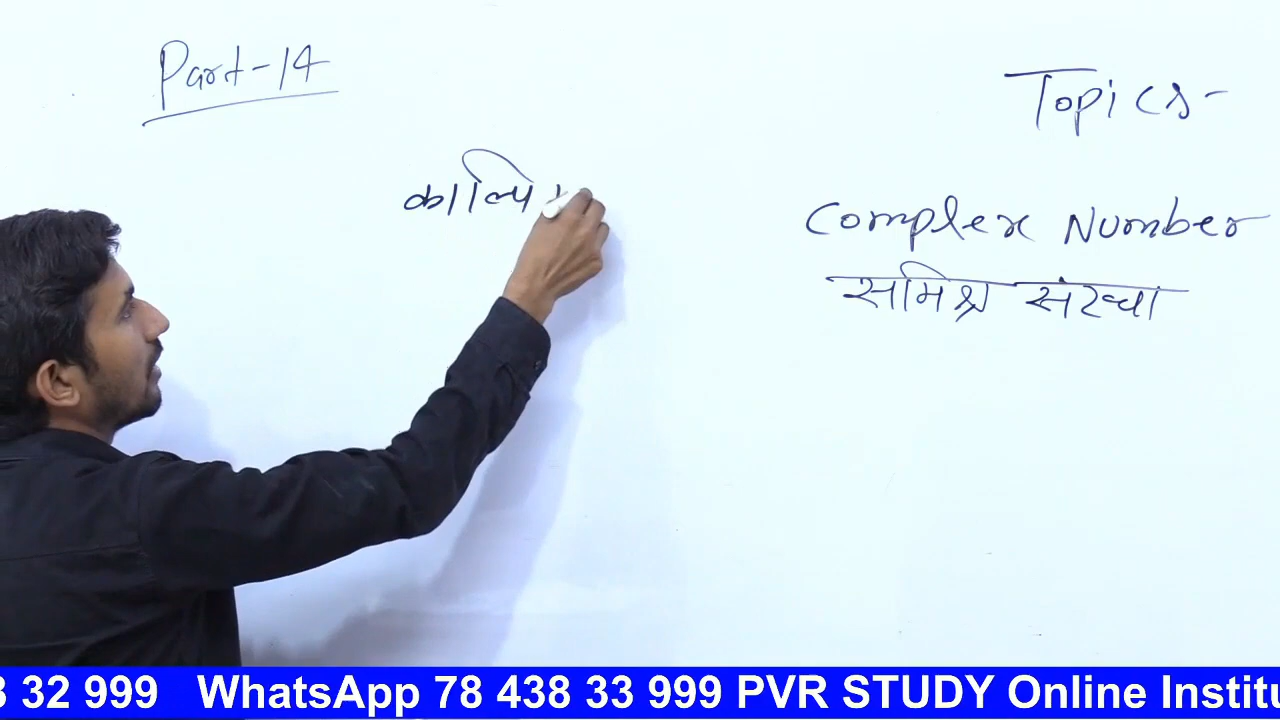 Part-14
Topics-
काल्पि
Complex Number
समिश्र संख्या
3 32 999 WhatsApp 78 438 33 999 PVR STUDY Online Institu